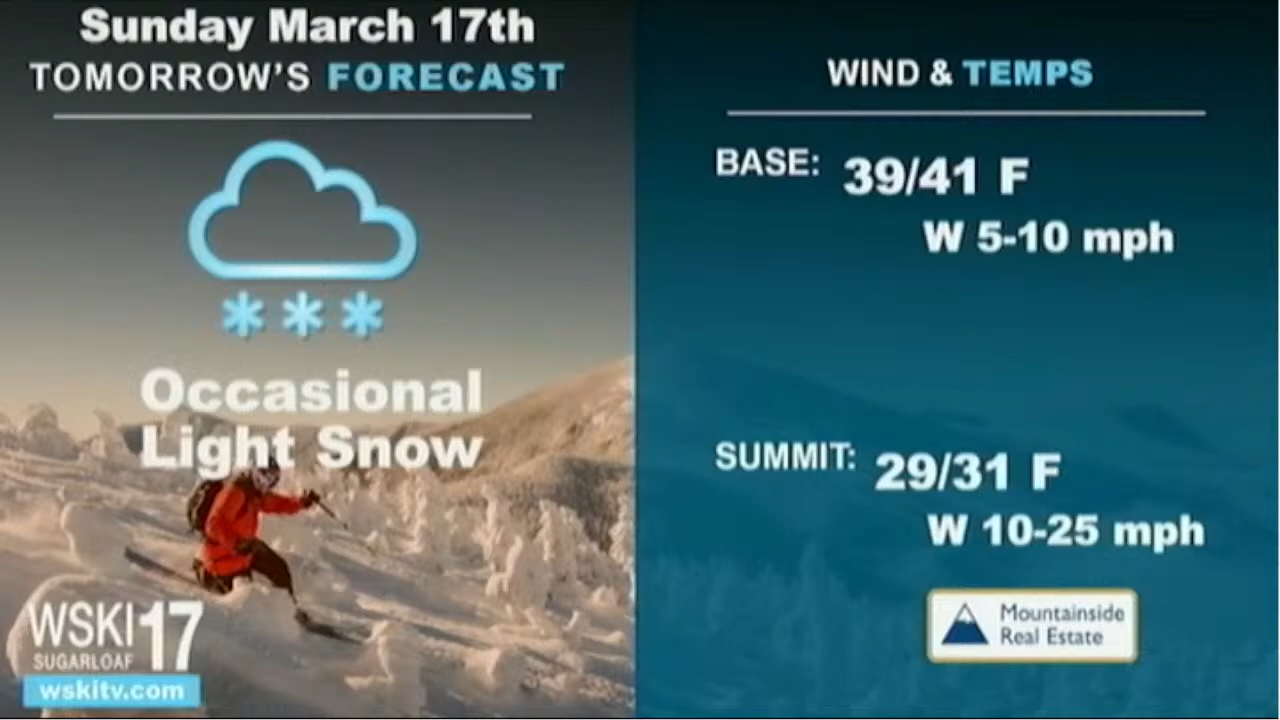 Sunday March 17th
TOMORROW'S FORECAST
Occasional
Light Snow
WSKI 17
SUGARLOAF
wskitv.com
WIND & TEMPS
BASE: 39/41 F
W 5-10 mph
SUMMIT: 29/31 F
W 10-25 mph
Mountainside
Real Estate